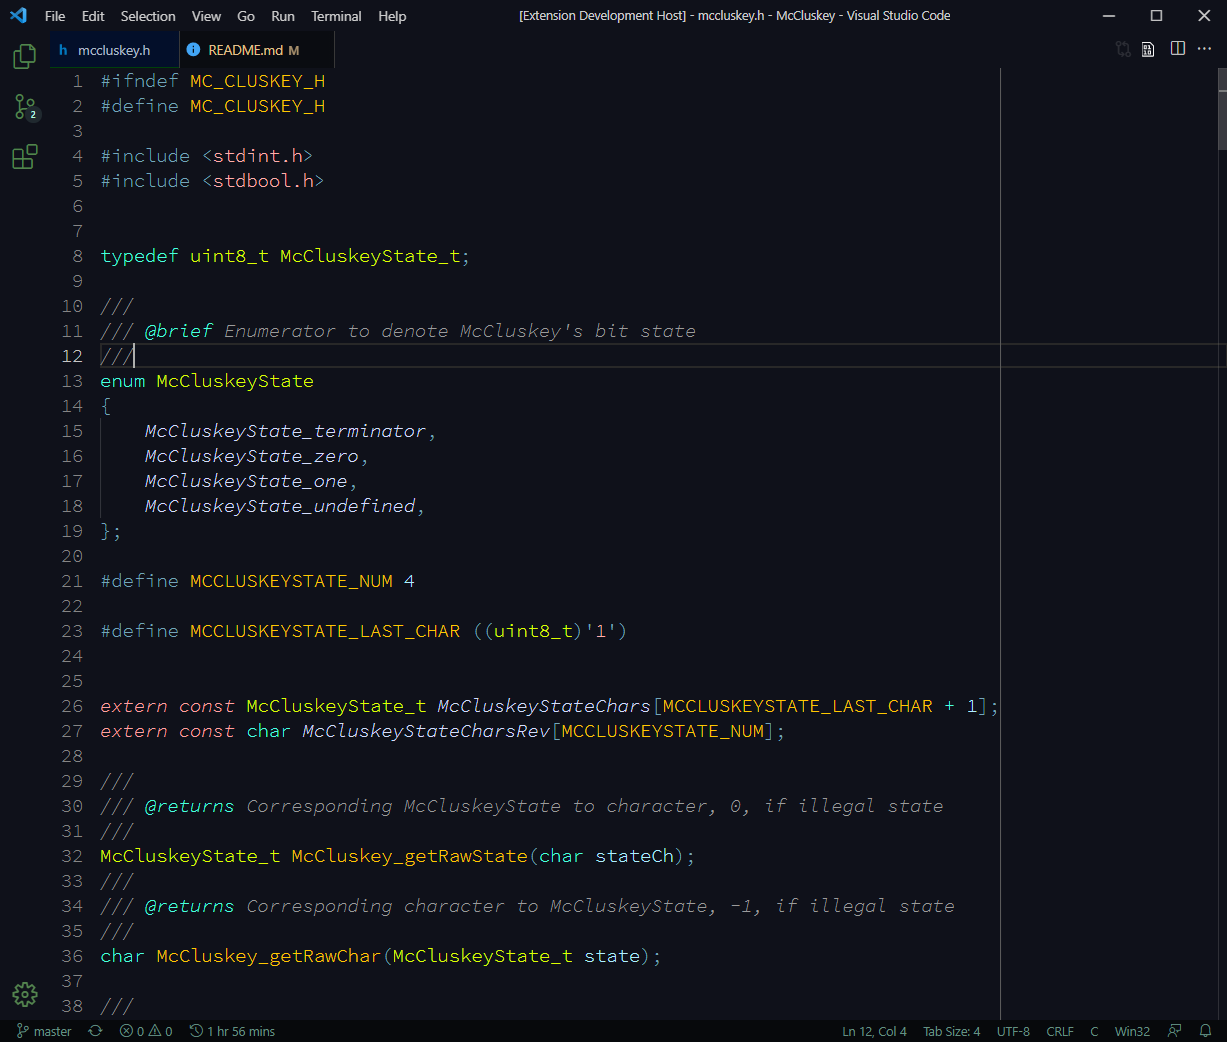 File Edit Selection View Go Run Terminal Help [Extension Development Host] - mccluskey.h - McCluskey - Visual Studio Code
h mccluskey.h README.md M
2
1 #ifndef MC_CLUSKEY_H
2 #define MC_CLUSKEY_H
3
4 #include <stdint.h>
5 #include <stdbool.h>
6
7
8 typedef uint8_t McCluskeyState_t;
9
10 ///
11 /// @brief Enumerator to denote McCluskey's bit state
12 ///
13 enum McCluskeyState
14 {
15     McCluskeyState_terminator,
16     McCluskeyState_zero,
17     McCluskeyState_one,
18     McCluskeyState_undefined,
19 };
20
21 #define MCCLUSKEYSTATE_NUM 4
22
23 #define MCCLUSKEYSTATE_LAST_CHAR ((uint8_t)'1')
24
25
26 extern const McCluskeyState_t McCluskeyStateChars[MCCLUSKEYSTATE_LAST_CHAR + 1];
27 extern const char McCluskeyStateCharsRev[MCCLUSKEYSTATE_NUM];
28
29 ///
30 /// @returns Corresponding McCluskeyState to character, 0, if illegal state
31 ///
32 McCluskeyState_t McCluskey_getRawState(char stateCh);
33 ///
34 /// @returns Corresponding character to McCluskeyState, -1, if illegal state
35 ///
36 char McCluskey_getRawChar(McCluskeyState_t state);
37
38 ///
master 0 0 1 hr 56 mins Ln 12, Col 4 Tab Size: 4 UTF-8 CRLF C Win32